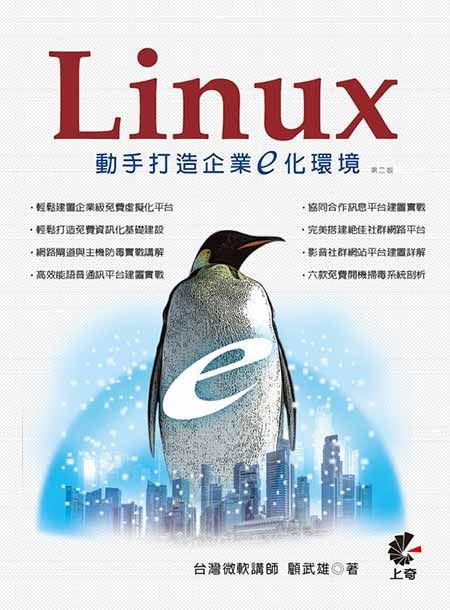 Linux
動手打造企業e化環境 第二版
·輕鬆建置企業級免費虛擬化平台
·輕鬆打造免費資訊化基礎建設
·網路閘道與主機防毒實戰講解
·高效能語音通訊平台建置實戰
·協同合作訊息平台建置實戰
·完美搭建絕佳社群網路平台
·影音社群網站平台建置詳解
·六款免費開機掃毒系統剖析
e
台灣微軟講師 顧武雄◎著
上奇